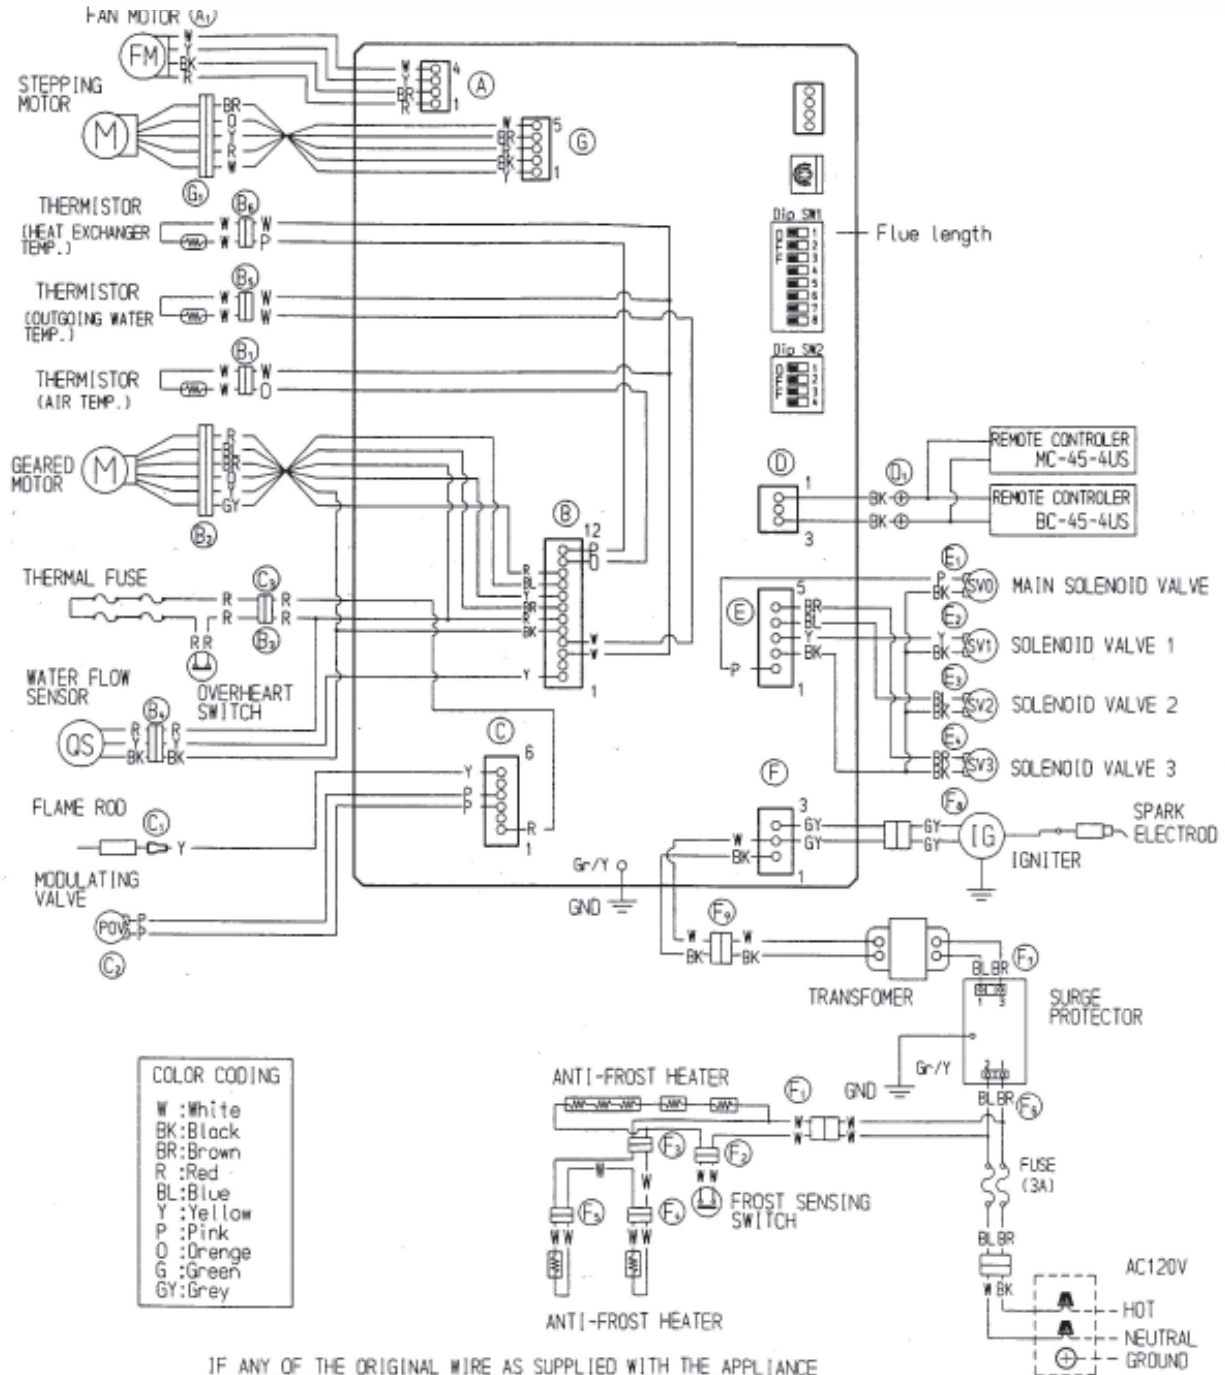 FAN MOTOR A1
FM
W
Y
BK
R
W
Y
BR
R
4
1
A
STEPPING
MOTOR
M
BR
O
Y
R
W
G1
W
BR
BK
Y
5
1
G
THERMISTOR
(HEAT EXCHANGER
TEMP.)
B6
W W
W P
THERMISTOR
(OUTGOING WATER
TEMP.)
B5
W W
W W
THERMISTOR
(AIR TEMP.)
B1
W W
W O
Dip SW1
OFF
1
2
3
4
5
6
7
8
Flue length
Dip SW2
OFF
1
2
3
4
GEARED
MOTOR
M
R
BL
BR
O
Y
GY
B2
B
12
P
O
R
BL
Y
BR
R
BK
W
W
Y
1
D
1
3
D1
BK
BK
REMOTE CONTROLER
MC-45-4US
REMOTE CONTROLER
BC-45-4US
THERMAL FUSE
C3
R R
R R
B3
R R
OVERHEART
SWITCH
E
5
BR
BL
Y
BK
P
1
E1
P
BK
SV0
MAIN SOLENOID VALVE
E2
Y
BK
SV1
SOLENOID VALVE 1
E3
BL
BK
SV2
SOLENOID VALVE 2
E4
BR
BK
SV3
SOLENOID VALVE 3
WATER FLOW
SENSOR
QS
B4
R R
Y Y
BK BK
C
6
Y
P
P
R
1
FLAME ROD
C1
Y
MODULATING
VALVE
POV
P
P
C2
F
3
GY
GY
W
BK
1
F8
GY
GY
IG
IGNITER
SPARK
ELECTROD
Gr/Y
GND
F9
W W
BK BK
TRANSFOMER
BL BR
F7
1 3
SURGE
PROTECTOR
Gr/Y
GND
BL BR
F6
COLOR CODING
W :White
BK:Black
BR:Brown
R :Red
BL:Blue
Y :Yellow
P :Pink
O :Orenge
G :Green
GY:Grey
ANTI-FROST HEATER
F1
W W
W W
F3
F2
W
W
W W
F5
F4
W W
W W
FROST SENSING
SWITCH
ANTI-FROST HEATER
FUSE
(3A)
BL BR
W BK
AC120V
HOT
NEUTRAL
GROUND
IF ANY OF THE ORIGINAL WIRE AS SUPPLIED WITH THE APPLIANCE